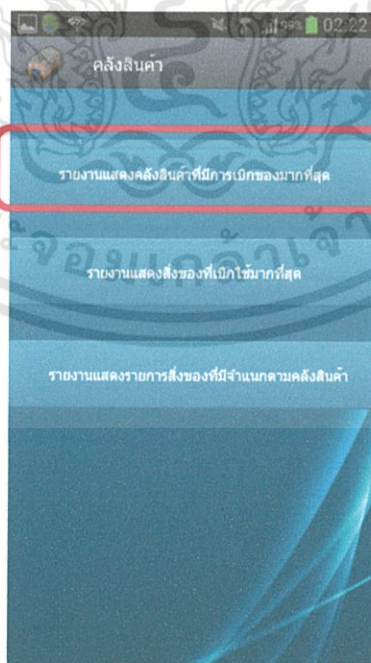 99% 02:22
คลังสินค้า
รายงานแสดงคลังสินค้าที่มีการเบิกของมากที่สุด
รายงานแสดงสิ่งของที่เบิกใช้มากที่สุด
รายงานแสดงรายการสิ่งของที่มีจำแนกตามคลังสินค้า